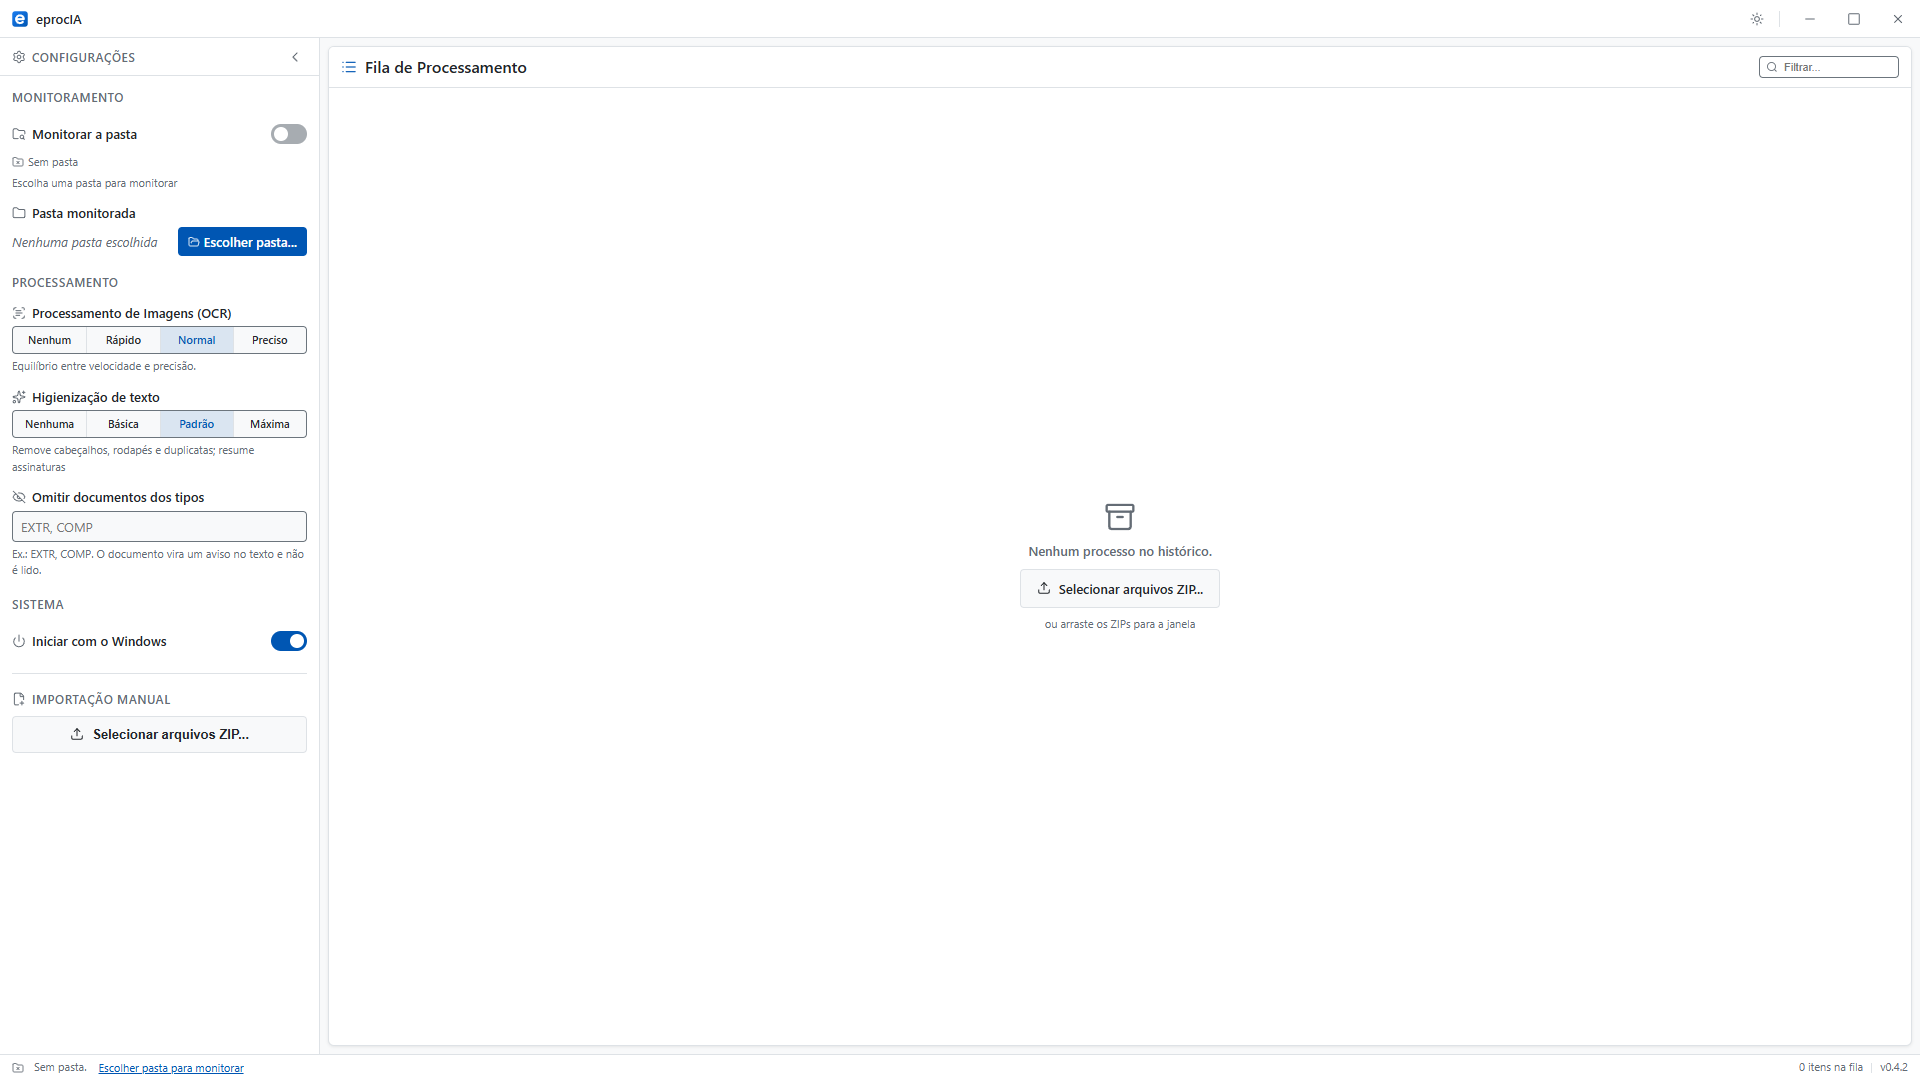 eprocIA
CONFIGURAÇÕES
MONITORAMENTO
Monitorar a pasta
Sem pasta
Escolha uma pasta para monitorar
Pasta monitorada
Nenhuma pasta escolhida
Escolher pasta...
PROCESSAMENTO
Processamento de Imagens (OCR)
Nenhum Rápido Normal Preciso
Equilíbrio entre velocidade e precisão.
Higienização de texto
Nenhuma Básica Padrão Máxima
Remove cabeçalhos, rodapés e duplicatas; resume
assinaturas
Omitir documentos dos tipos
EXTR, COMP
Ex.: EXTR, COMP. O documento vira um aviso no texto e não
é lido.
SISTEMA
Iniciar com o Windows
IMPORTAÇÃO MANUAL
Selecionar arquivos ZIP...
Fila de Processamento
Filtrar...
Nenhum processo no histórico.
Selecionar arquivos ZIP...
ou arraste os ZIPs para a janela
Sem pasta. Escolher pasta para monitorar
0 itens na fila v0.4.2